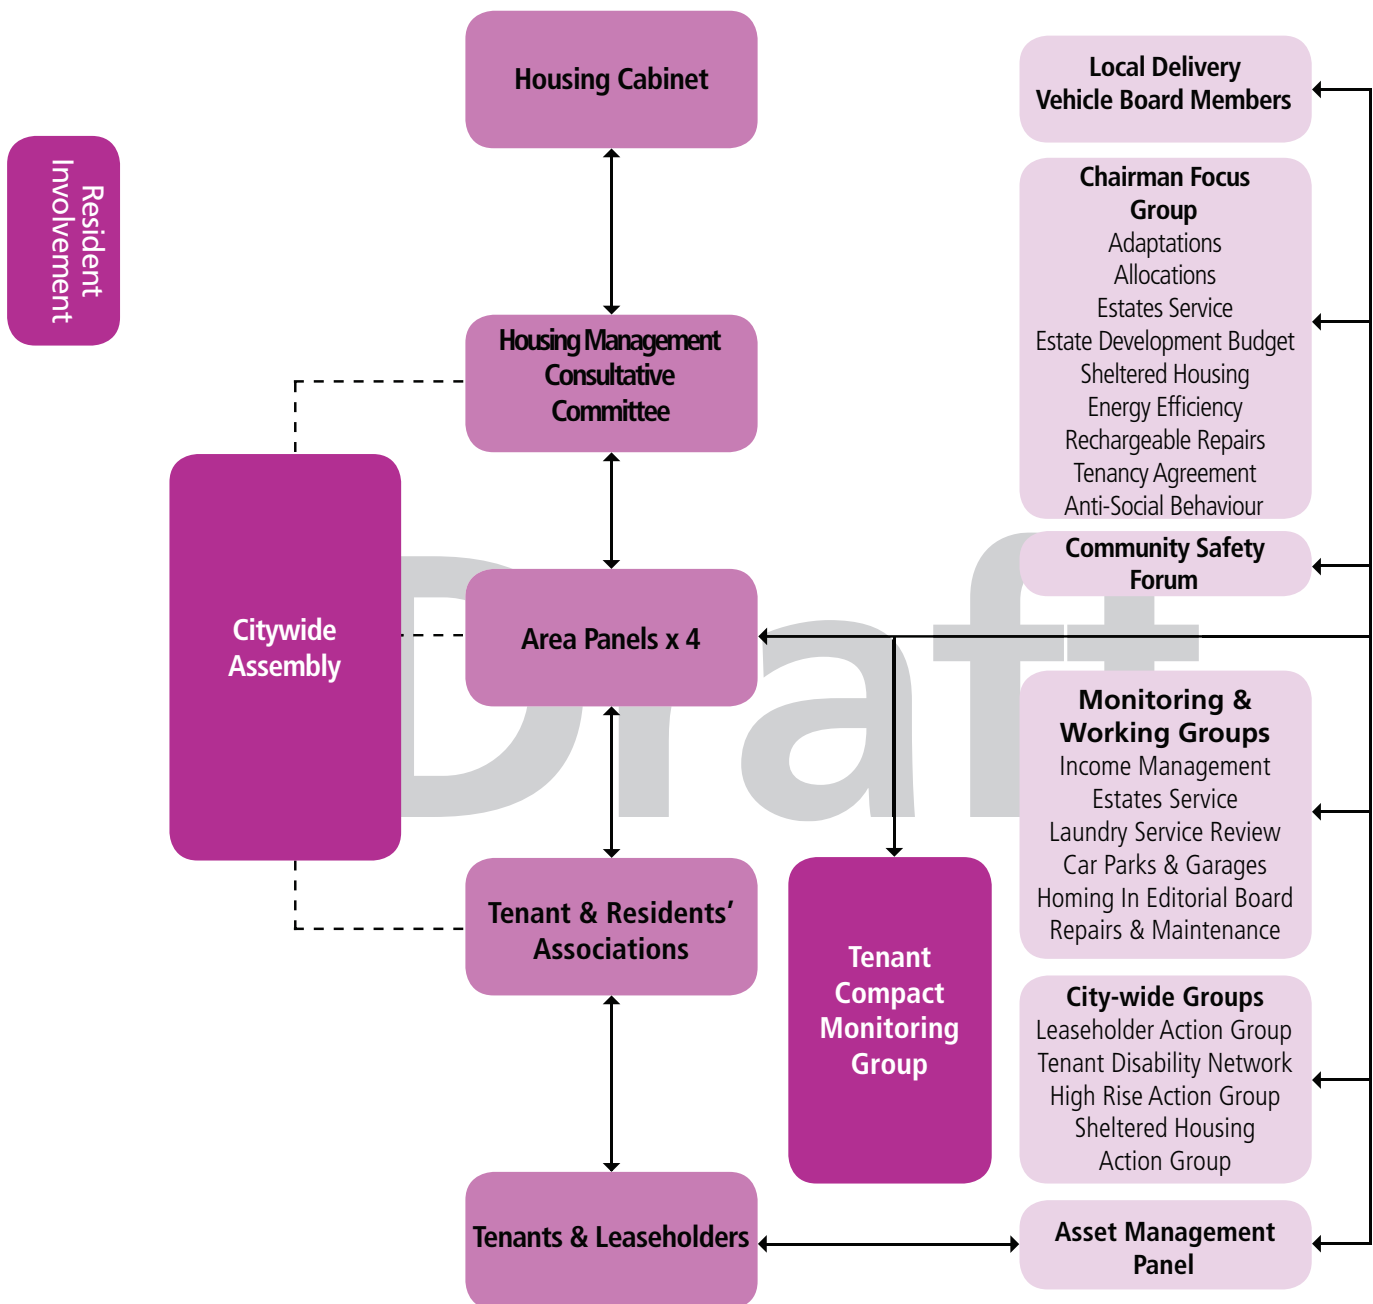 Resident
Involvement
Housing Cabinet
Housing Management
Consultative
Committee
Citywide
Assembly
Area Panels x 4
Tenant & Residents’
Associations
Tenants & Leaseholders
Tenant
Compact
Monitoring
Group
Local Delivery
Vehicle Board Members
Chairman Focus
Group
Adaptations
Allocations
Estates Service
Estate Development Budget
Sheltered Housing
Energy Efficiency
Rechargeable Repairs
Tenancy Agreement
Anti-Social Behaviour
Community Safety
Forum
Monitoring &
Working Groups
Income Management
Estates Service
Laundry Service Review
Car Parks & Garages
Homing In Editorial Board
Repairs & Maintenance
City-wide Groups
Leaseholder Action Group
Tenant Disability Network
High Rise Action Group
Sheltered Housing
Action Group
Asset Management
Panel
Draft